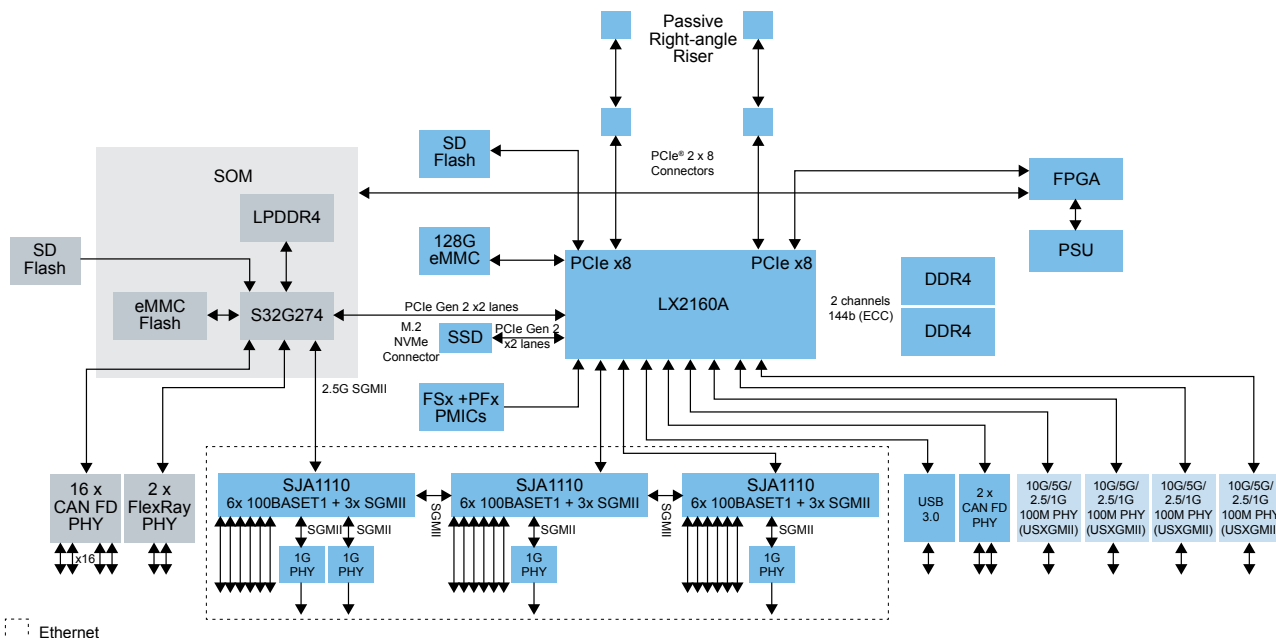 Passive
Right-angle
Riser
SD
Flash
PCIe® 2 x 8
Connectors
FPGA
PSU
SOM
LPDDR4
SD
Flash
eMMC
Flash
S32G274
128G
eMMC
PCIe x8
PCIe x8
LX2160A
2 channels
144b (ECC)
DDR4
DDR4
PCIe Gen 2 x2 lanes
M.2
NVMe
Connector
SSD
PCIe Gen 2
x2 lanes
2.5G SGMII
FSx +PFx
PMICs
16 x
CAN FD
PHY
x16
2 x
FlexRay
PHY
SJA1110
6x 100BASET1 + 3x SGMII
SGMII
SGMII
1G
PHY
1G
PHY
SGMII
SJA1110
6x 100BASET1 + 3x SGMII
SGMII
1G
PHY
SGMII
SJA1110
6x 100BASET1 + 3x SGMII
SGMII
1G
PHY
USB
3.0
2 x
CAN FD
PHY
10G/5G/
2.5/1G
100M PHY
(USXGMII)
10G/5G/
2.5/1G
100M PHY
(USXGMII)
10G/5G/
2.5/1G
100M PHY
(USXGMII)
10G/5G/
2.5/1G
100M PHY
(USXGMII)
Ethernet